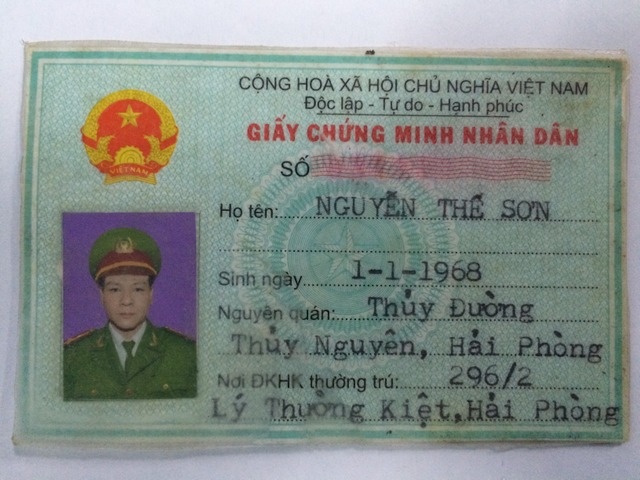 CỘNG HOÀ XÃ HỘI CHỦ NGHĨA VIỆT NAM
Độc lập - Tự do - Hạnh phúc
GIẤY CHỨNG MINH NHÂN DÂN
SỐ
VIETNAM
Họ tên: NGUYỄN THẾ SƠN
Sinh ngày 1-1-1968
Nguyên quán: Thủy Đường
Thủy Nguyên, Hải Phòng
Nơi ĐKHK thường trú: 296/2
Lý Thường Kiệt,Hải Phòng